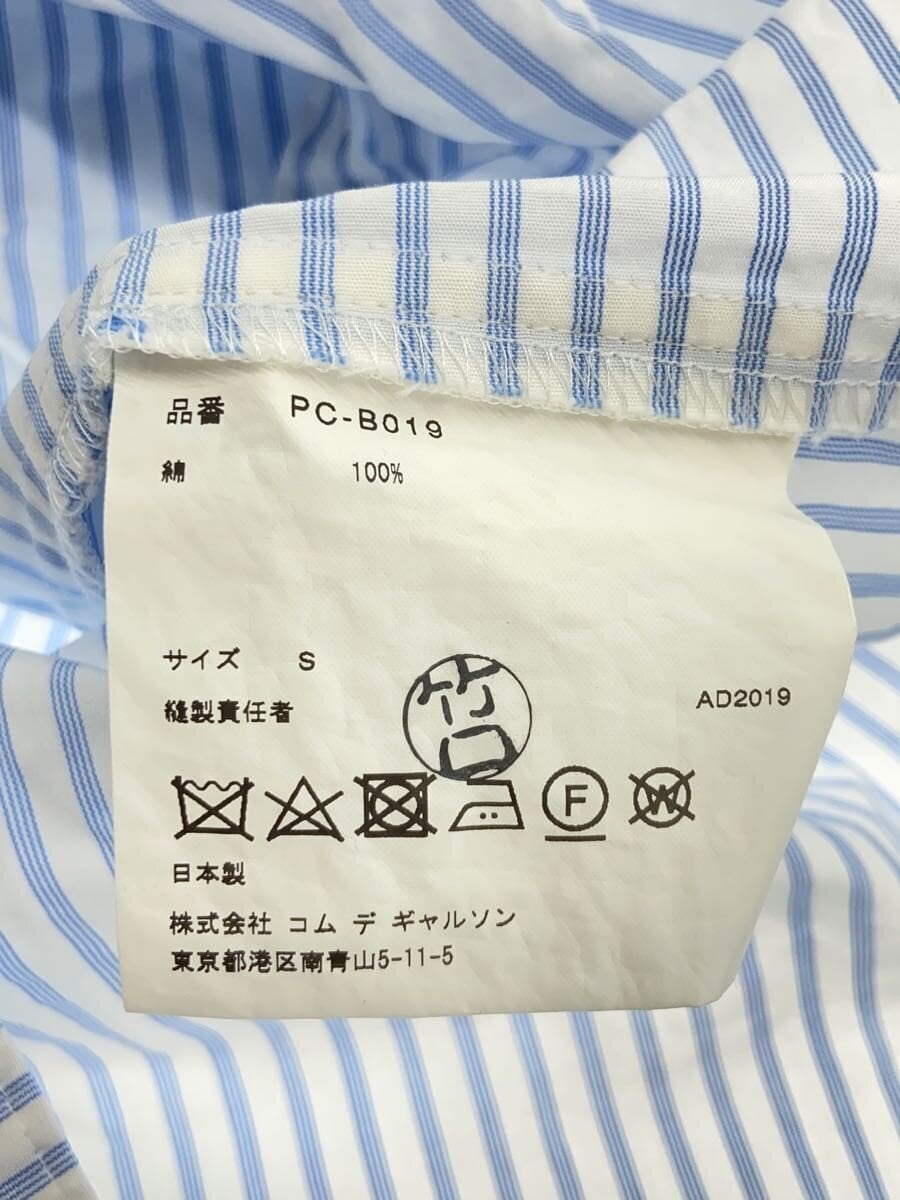 品番 PC-B019
綿 100%
サイズ S
縫製責任者 竹口
AD2019
F W
日本製
株式会社 コム デ ギャルソン
東京都港区南青山5-11-5